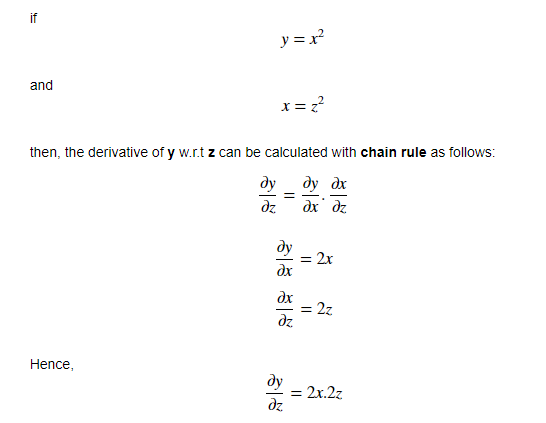 if
y = x²
and
x = z²
then, the derivative of y w.r.t z can be calculated with chain rule as follows:
∂y/∂z = ∂y/∂x . ∂x/∂z
∂y/∂x = 2x
∂x/∂z = 2z
Hence,
∂y/∂z = 2x.2z